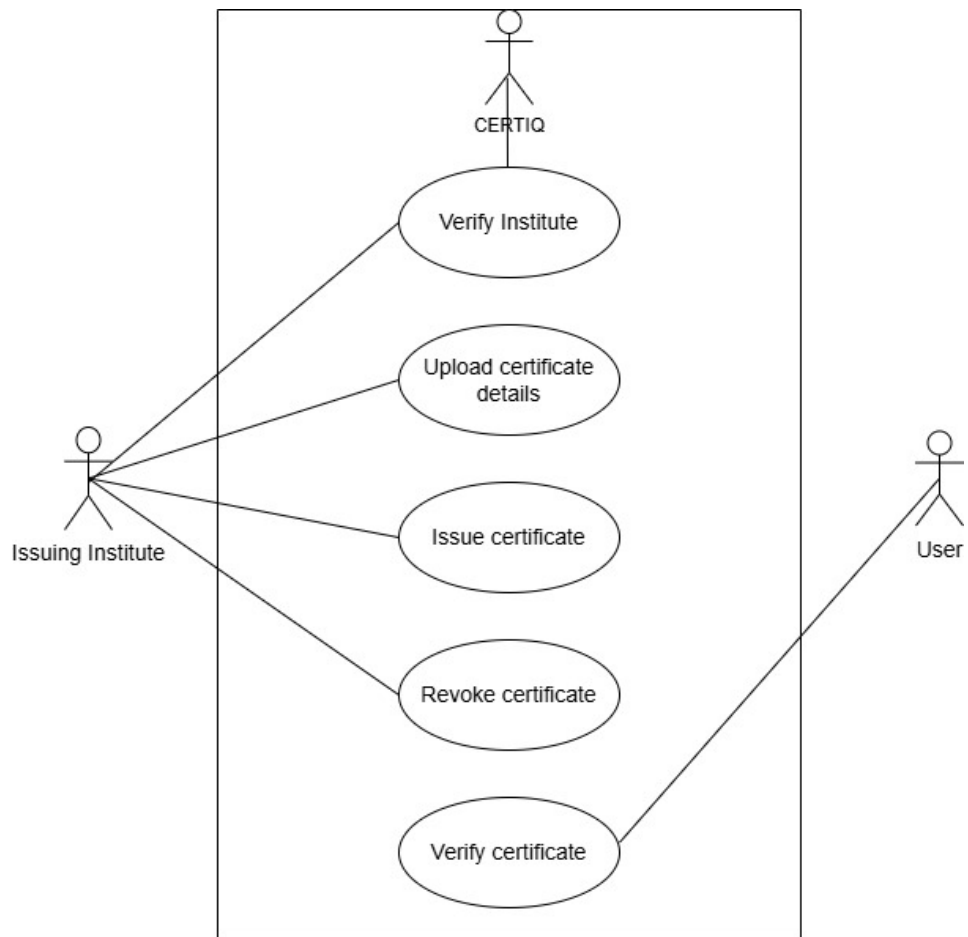 CERTIQ
Verify Institute
Upload certificate
details
Issuing Institute
Issue certificate
User
Revoke certificate
Verify certificate